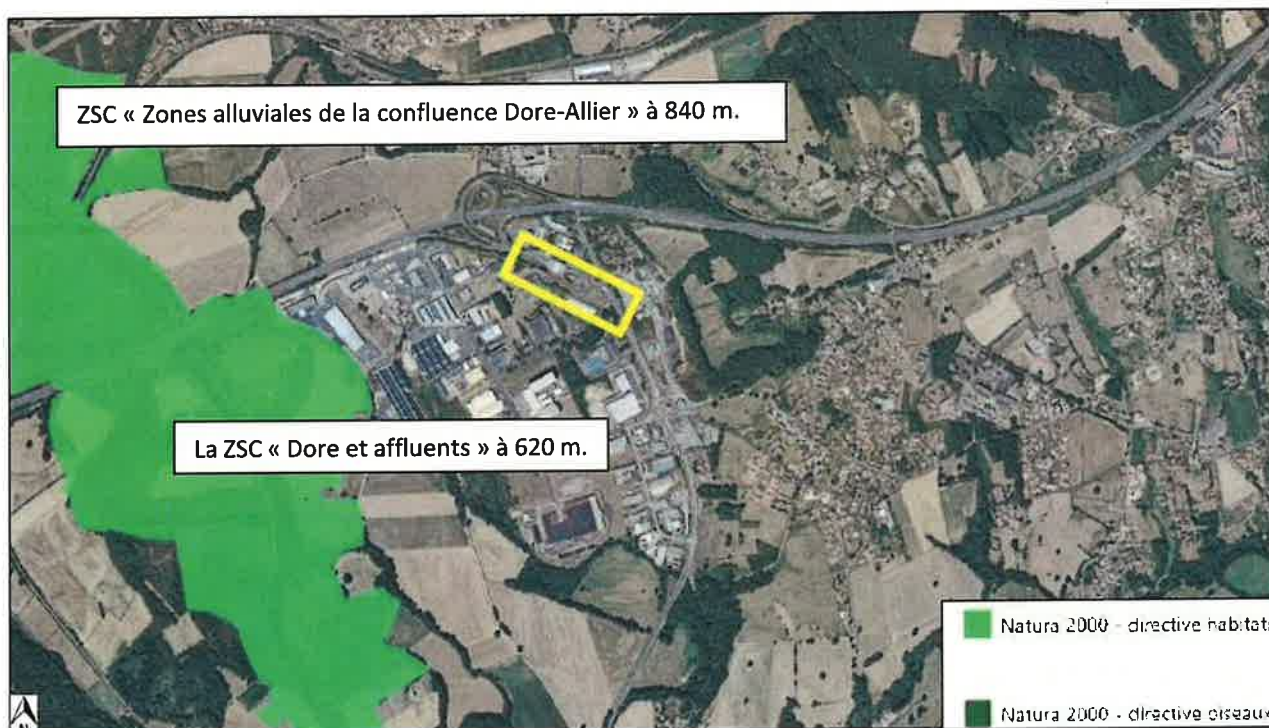 ZSC « Zones alluviales de la confluence Dore-Allier » à 840 m.
La ZSC « Dore et affluents » à 620 m.
Natura 2000 - directive habitats
Natura 2000 - directive oiseaux